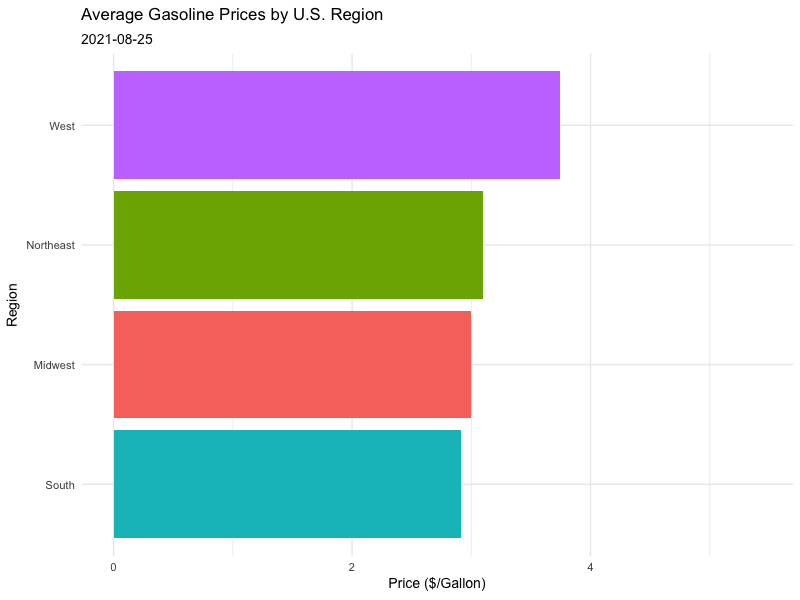 Average Gasoline Prices by U.S. Region
2021-08-25
West
Northeast
Midwest
South
Region
0
2
4
Price ($/Gallon)